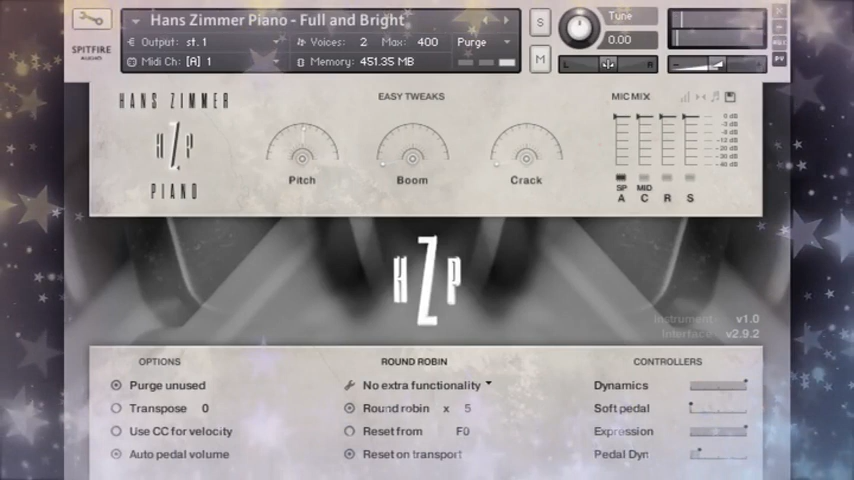 Hans Zimmer Piano - Full and Bright
Tune
S
Output: st.1
Voices: 2 Max: 400
Purge
0.00
SPITFIRE
AUDIO
Midi Ch: [A] 1
Memory: 451.35 MB
M
L R
AUX
PV
HANS ZIMMER
HZP
PIANO
EASY TWEAKS
Pitch
Boom
Crack
MIC MIX
0 dB
-3 dB
-8 dB
-12 dB
-20 dB
-30 dB
-40 dB
SP MID
A C R S
HZP
Instrument v1.0
Interface v2.9.2
OPTIONS
Purge unused
Transpose 0
Use CC for velocity
Auto pedal volume
ROUND ROBIN
No extra functionality
Round robin x 5
Reset from F0
Reset on transport
CONTROLLERS
Dynamics
Soft pedal
Expression
Pedal Dyn